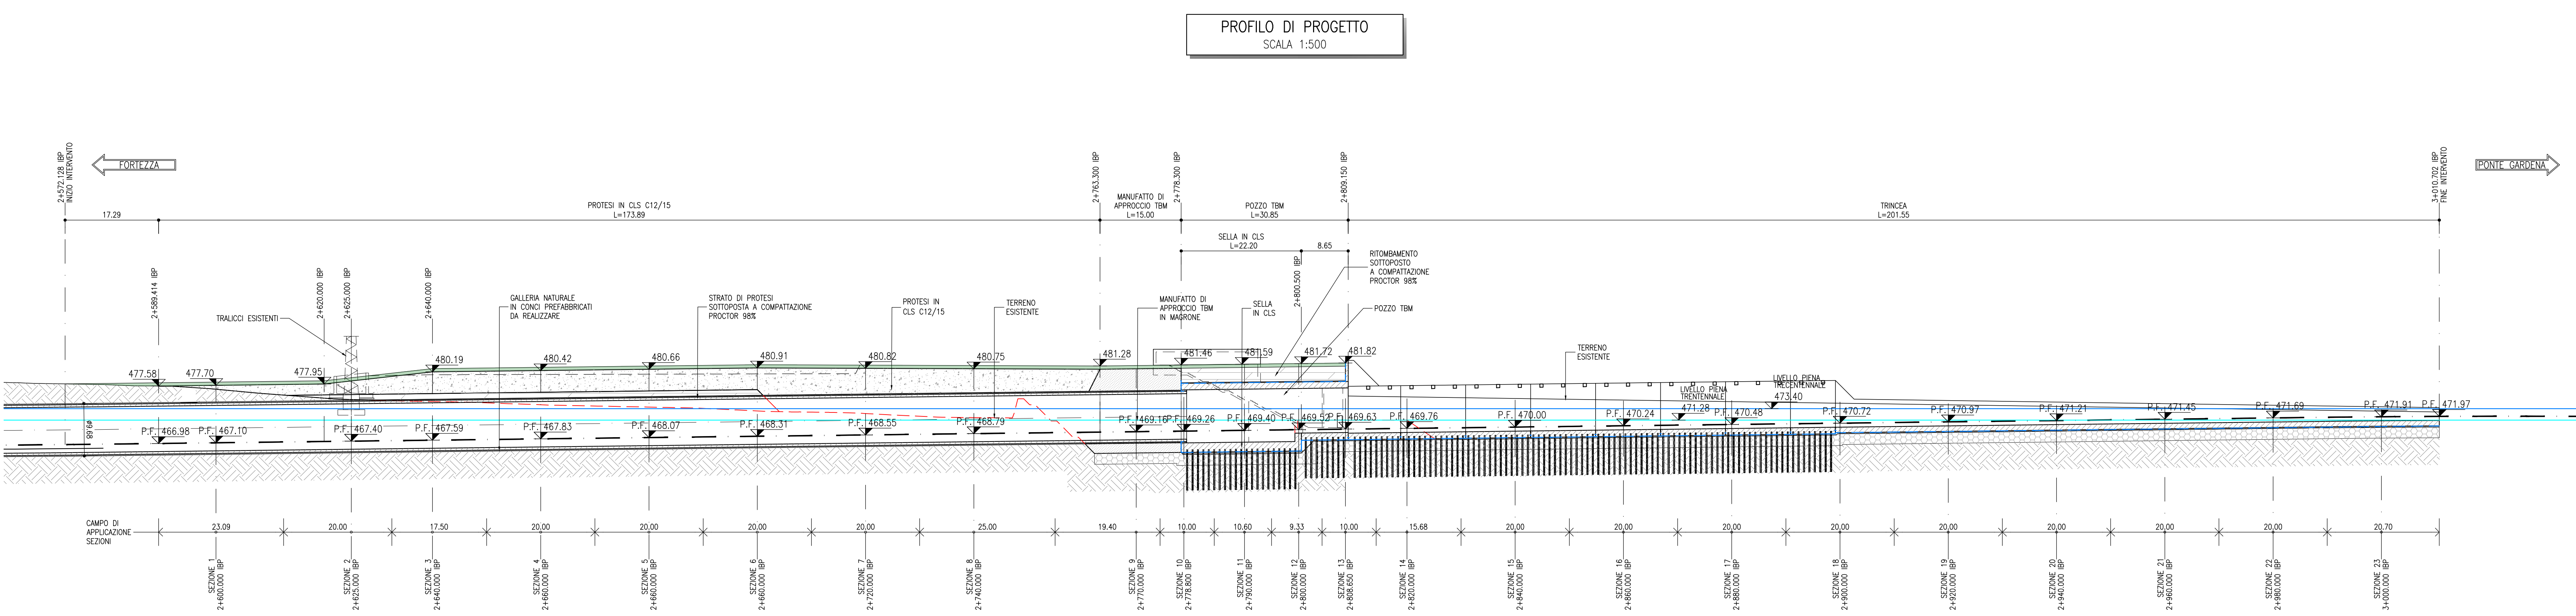 PROFILO DI PROGETTO
SCALA 1:500
FORTEZZA
PONTE GARDENA
2+572.128 IBP
INIZIO INTERVENTO
2+763.300 IBP
2+778.300 IBP
2+809.150 IBP
3+010.702 IBP
FINE INTERVENTO
17.29
PROTESI IN CLS C12/15
L=173.89
MANUFATTO DI
APPROCCIO TBM
L=15.00
POZZO TBM
L=30.85
TRINCEA
L=201.55
SELLA IN CLS
L=22.20
8.65
2+589.414 IBP
2+620.000 IBP
2+625.000 IBP
2+640.000 IBP
2+800.500 IBP
RITOMBAMENTO
SOTTOPOSTO
A COMPATTAZIONE
PROCTOR 98%
TRALICCI ESISTENTI
GALLERIA NATURALE
IN CONCI PREFABBRICATI
DA REALIZZARE
STRATO DI PROTESI
SOTTOPOSTA A COMPATTAZIONE
PROCTOR 98%
PROTESI IN
CLS C12/15
TERRENO
ESISTENTE
MANUFATTO DI
APPROCCIO TBM
IN MAGRONE
SELLA
IN CLS
POZZO TBM
TERRENO
ESISTENTE
477.58
477.70
477.95
480.19
480.42
480.66
480.91
480.82
480.75
481.28
481.46
481.59
481.72
481.82
LIVELLO PIENA
TRENTENNALE
471.28
LIVELLO PIENA
TRECENTENNALE
473.40
ø9.68
P.F. 466.98
P.F. 467.10
P.F. 467.40
P.F. 467.59
P.F. 467.83
P.F. 468.07
P.F. 468.31
P.F. 468.55
P.F. 468.79
P.F. 469.16
P.F. 469.26
P.F. 469.40
P.F. 469.52
P.F. 469.63
P.F. 469.76
P.F. 470.00
P.F. 470.24
P.F. 470.48
P.F. 470.72
P.F. 470.97
P.F. 471.21
P.F. 471.45
P.F. 471.69
P.F. 471.91
P.F. 471.97
CAMPO DI
APPLICAZIONE
SEZIONI
23.09
20.00
17.50
20.00
20.00
20.00
20.00
25.00
19.40
10.00
10.60
9.33
10.00
15.68
20.00
20.00
20.00
20.00
20.00
20.00
20.00
20.00
20.70
SEZIONE 1
2+600.000 IBP
SEZIONE 2
2+625.000 IBP
SEZIONE 3
2+640.000 IBP
SEZIONE 4
2+660.000 IBP
SEZIONE 5
2+660.000 IBP
SEZIONE 6
2+660.000 IBP
SEZIONE 7
2+720.000 IBP
SEZIONE 8
2+740.000 IBP
SEZIONE 9
2+770.000 IBP
SEZIONE 10
2+778.800 IBP
SEZIONE 11
2+790.000 IBP
SEZIONE 12
2+800.000 IBP
SEZIONE 13
2+808.650 IBP
SEZIONE 14
2+820.000 IBP
SEZIONE 15
2+840.000 IBP
SEZIONE 16
2+860.000 IBP
SEZIONE 17
2+880.000 IBP
SEZIONE 18
2+900.000 IBP
SEZIONE 19
2+920.000 IBP
SEZIONE 20
2+940.000 IBP
SEZIONE 21
2+960.000 IBP
SEZIONE 22
2+980.000 IBP
SEZIONE 23
3+000.000 IBP